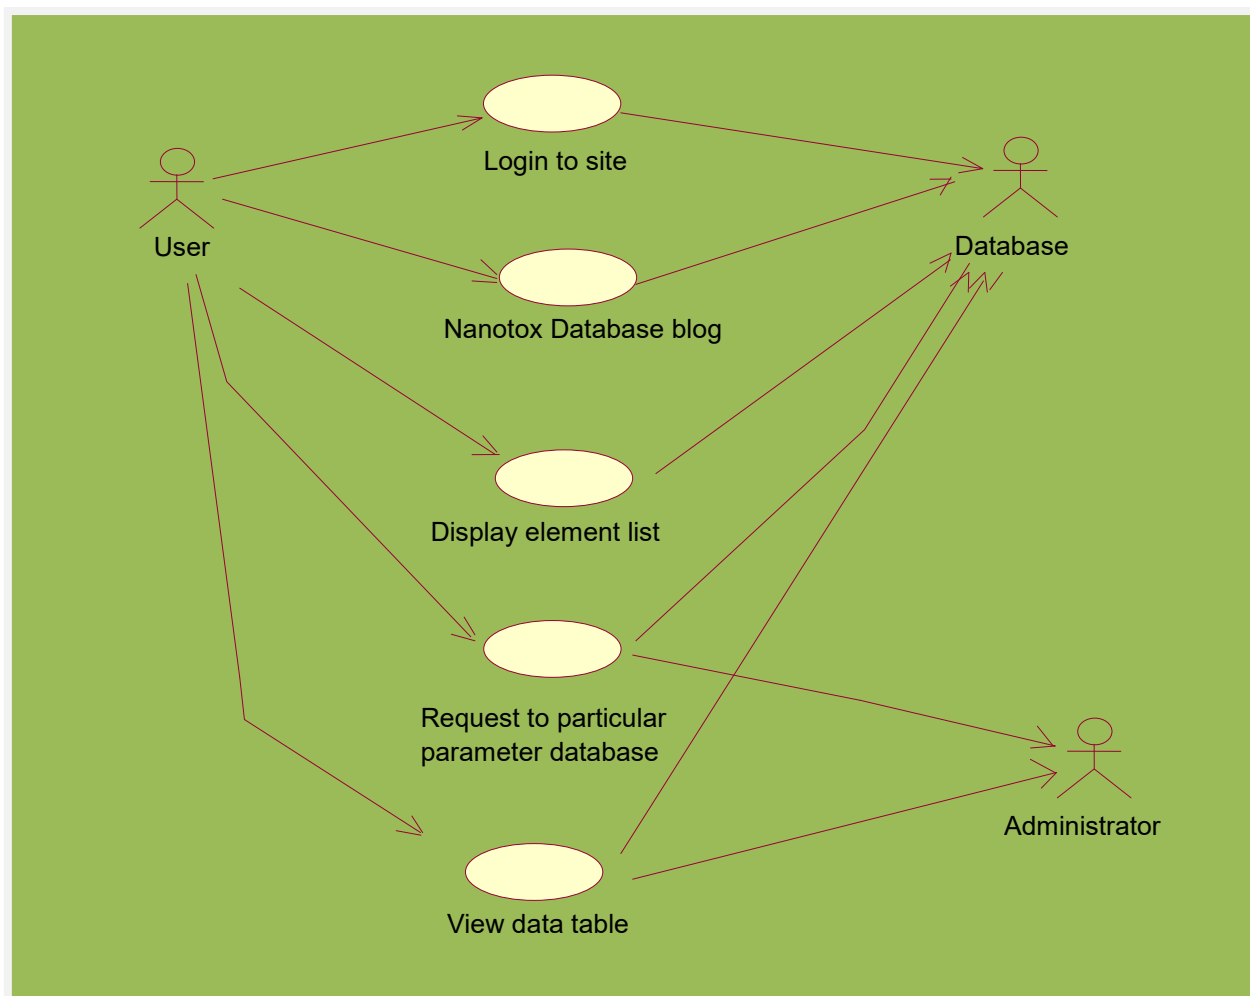 Login to site
User
Database
Nanotox Database blog
Display element list
Request to particular
parameter database
Administrator
View data table